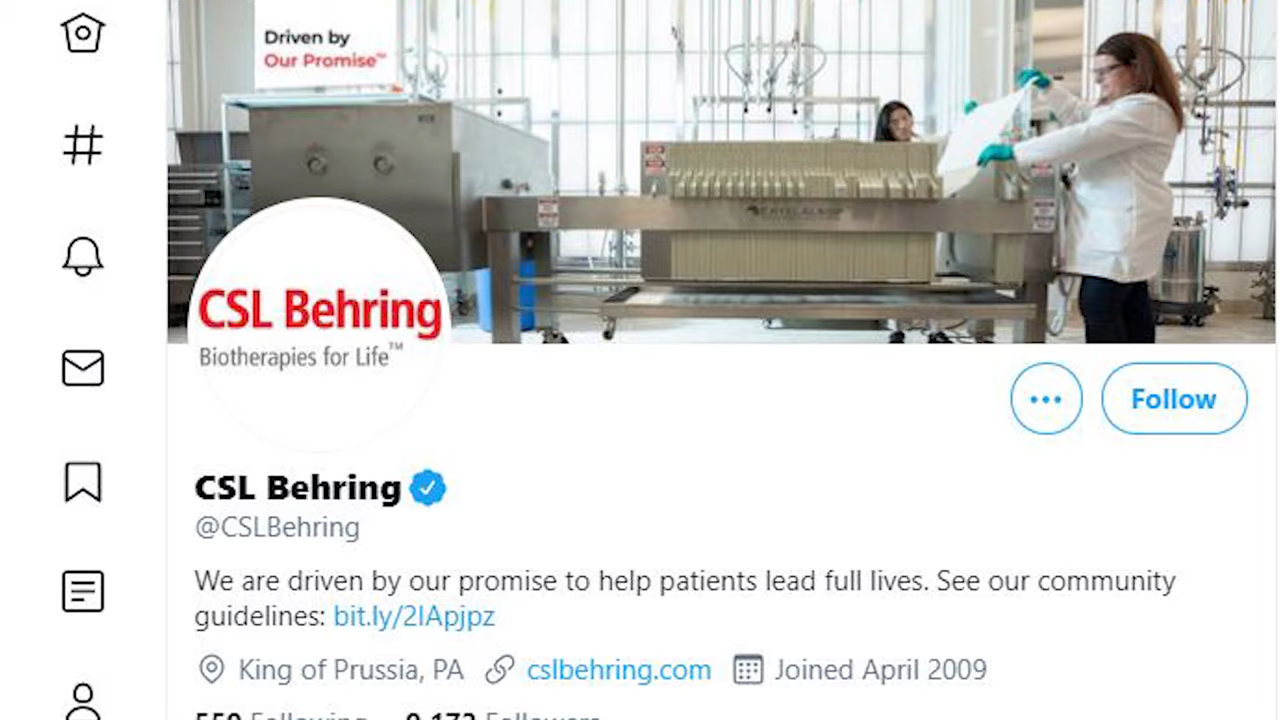 Driven by
Our Promise™
CSL Behring
Biotherapies for Life™
Follow
CSL Behring
@CSLBehring
We are driven by our promise to help patients lead full lives. See our community
guidelines: bit.ly/2IApjpz
King of Prussia, PA cslbehring.com Joined April 2009
Following Followers